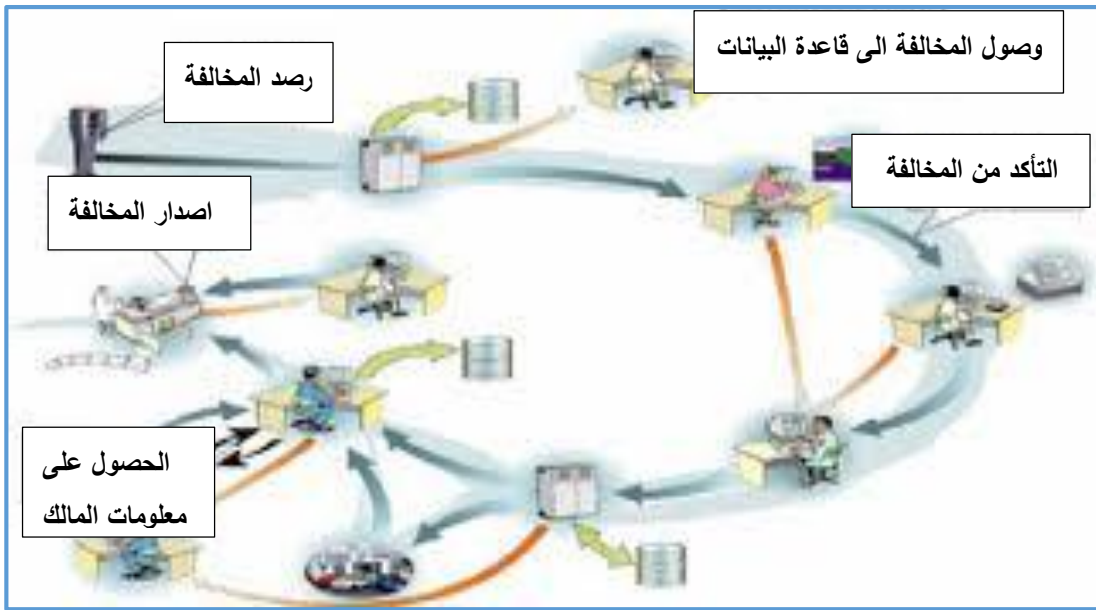 وصول المخالفة الى قاعدة البيانات
رصد المخالفة
التأكد من المخالفة
اصدار المخالفة
الحصول على
معلومات المالك